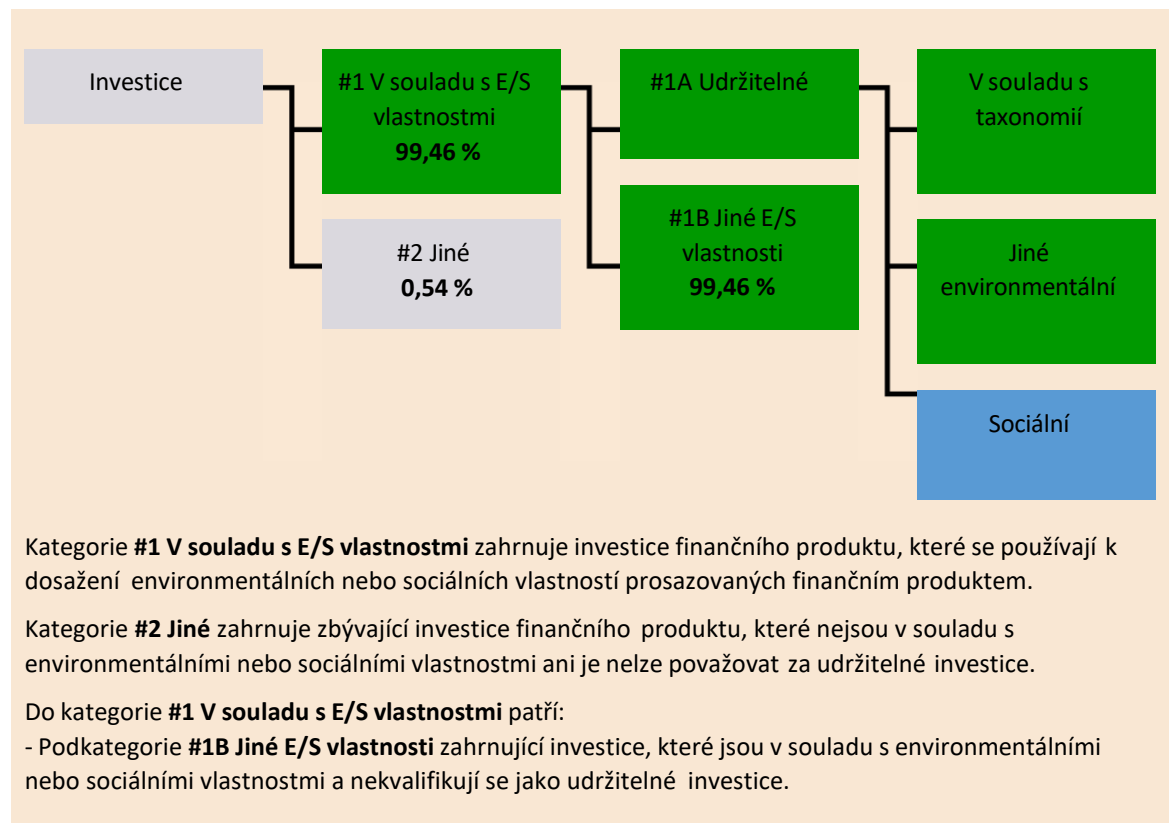 Investice
#1 V souladu s E/S
vlastnostmi
99,46 %
#2 Jiné
0,54 %
#1A Udržitelné
#1B Jiné E/S
vlastnosti
99,46 %
V souladu s
taxonomií
Jiné
environmentální
Sociální
Kategorie #1 V souladu s E/S vlastnostmi zahrnuje investice finančního produktu, které se používají k
dosažení environmentálních nebo sociálních vlastností prosazovaných finančním produktem.
Kategorie #2 Jiné zahrnuje zbývající investice finančního produktu, které nejsou v souladu s
environmentálními nebo sociálními vlastnostmi ani je nelze považovat za udržitelné investice.
Do kategorie #1 V souladu s E/S vlastnostmi patří:
- Podkategorie #1B Jiné E/S vlastnosti zahrnující investice, které jsou v souladu s environmentálními
nebo sociálními vlastnostmi a nekvalifikují se jako udržitelné investice.